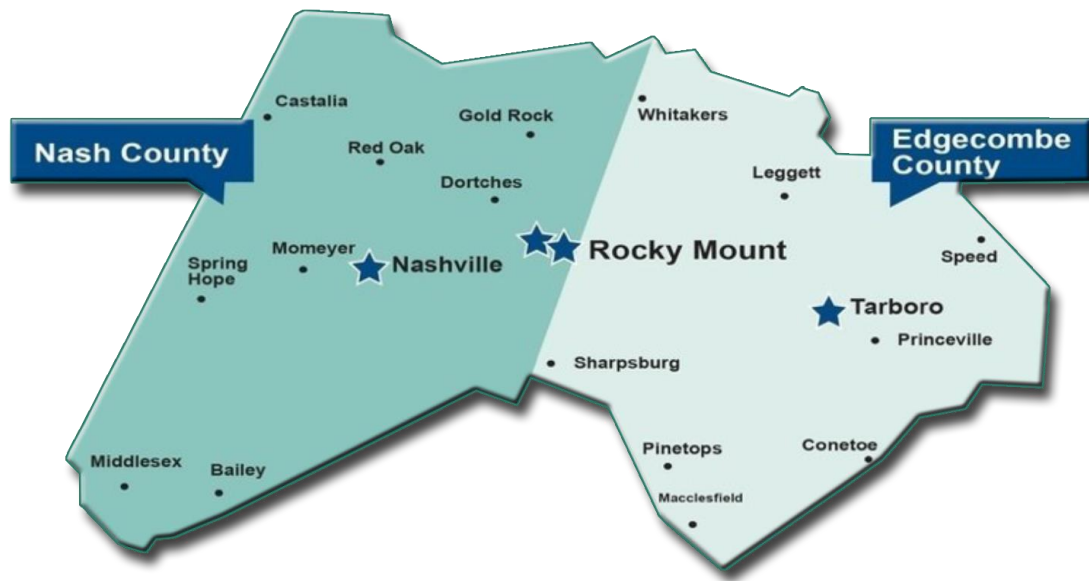 Castalia
Gold Rock
Whitakers
Nash County
Edgecombe
County
Red Oak
Leggett
Dortches
Momeyer
Nashville
Rocky Mount
Speed
Spring
Hope
Tarboro
Princeville
Sharpsburg
Pinetops
Conetoe
Middlesex
Bailey
Macclesfield